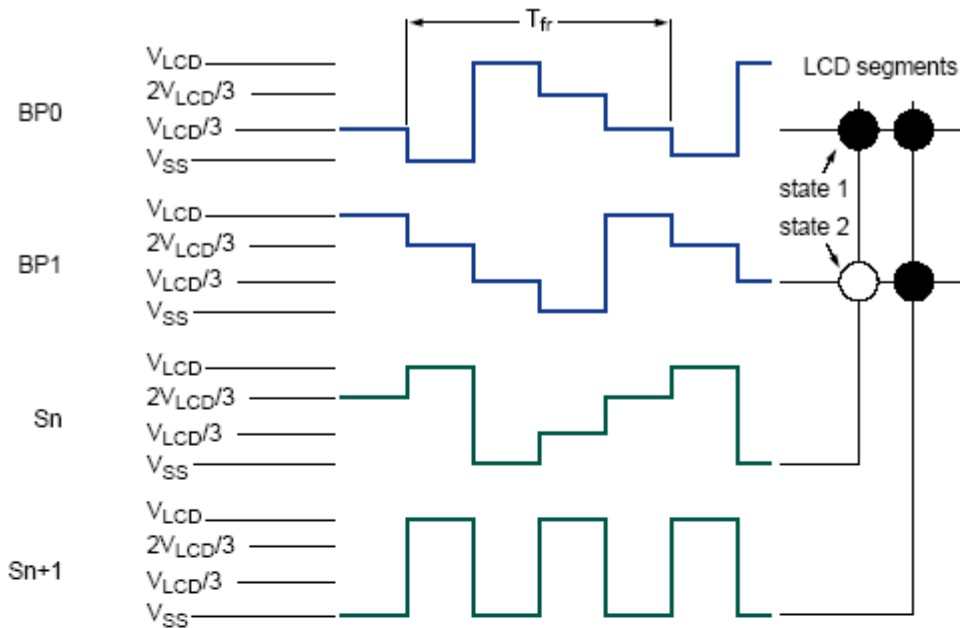 Tfr
VLCD
2VLCD/3
VLCD/3
VSS
BP0
LCD segments
state 1
state 2
VLCD
2VLCD/3
VLCD/3
VSS
BP1
VLCD
2VLCD/3
VLCD/3
VSS
Sn
VLCD
2VLCD/3
VLCD/3
VSS
Sn+1